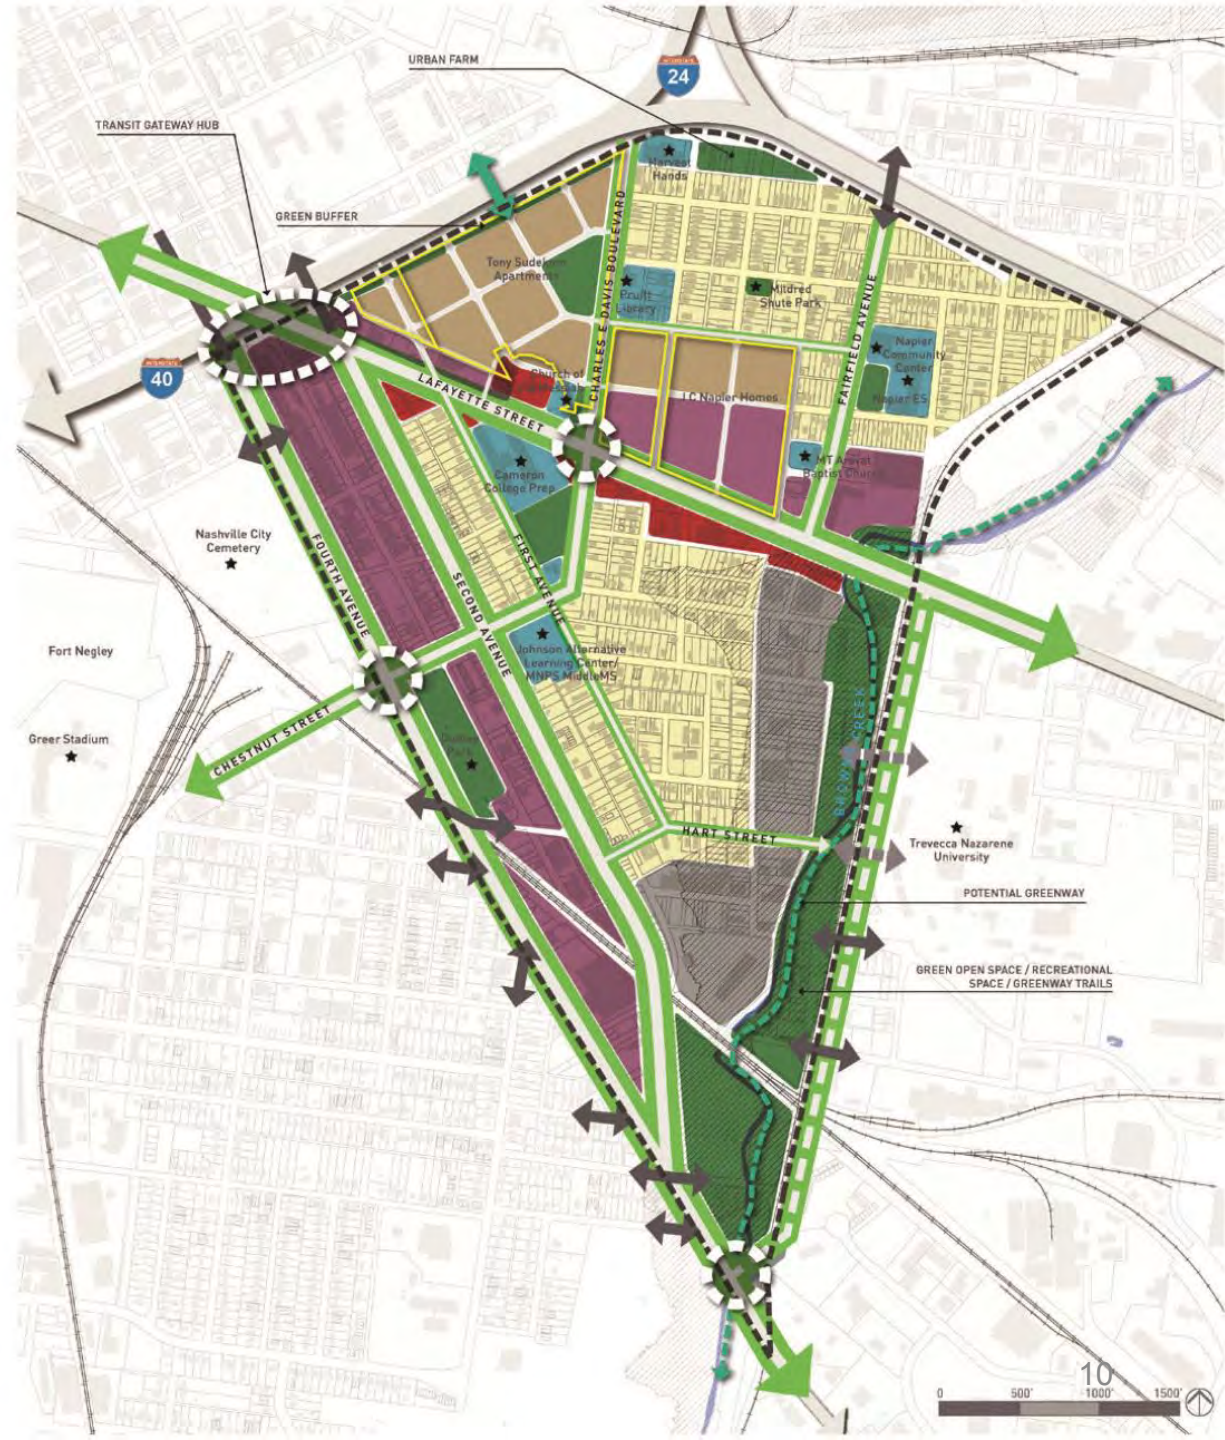 URBAN FARM
INTERSTATE
24
TRANSIT GATEWAY HUB
Harvest
Hands
GREEN BUFFER
CHARLES E DAVIS BOULEVARD
Tony Sudekum
Apartments
Pruitt
Library
Mildred
Shute Park
FAIRFIELD AVENUE
Napier
Community
Center
Napier ES
INTERSTATE
40
LAFAYETTE STREET
Church of
J.C Napier Homes
MT Ararat
Baptist Church
Cameron
College Prep
Nashville City
Cemetery
FOURTH AVENUE
SECOND AVENUE
FIRST AVENUE
Fort Negley
Johnson Alternative
Learning Center/
MNPS MiddleMS
Greer Stadium
CHESTNUT STREET
Dudley
Park
BROWNS CREEK
HART STREET
Trevecca Nazarene
University
POTENTIAL GREENWAY
GREEN OPEN SPACE / RECREATIONAL
SPACE / GREENWAY TRAILS
10
0 500' 1000' 1500'